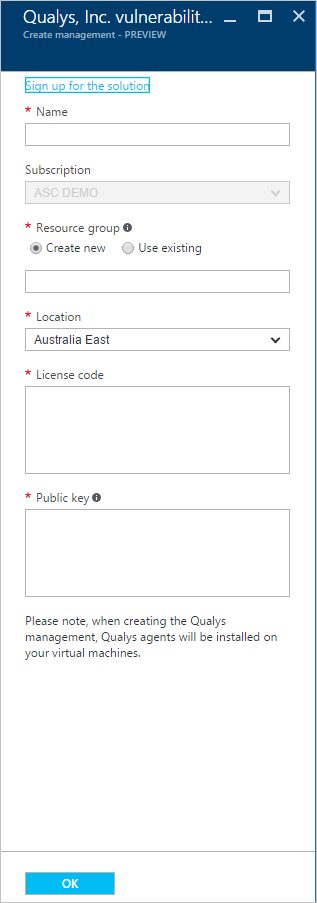 Qualys, Inc. vulnerabilit...
Create management - PREVIEW
Sign up for the solution
* Name
Subscription
ASC DEMO
* Resource group
Create new Use existing
* Location
Australia East
* License code
* Public key
Please note, when creating the Qualys
management, Qualys agents will be installed on
your virtual machines.
OK